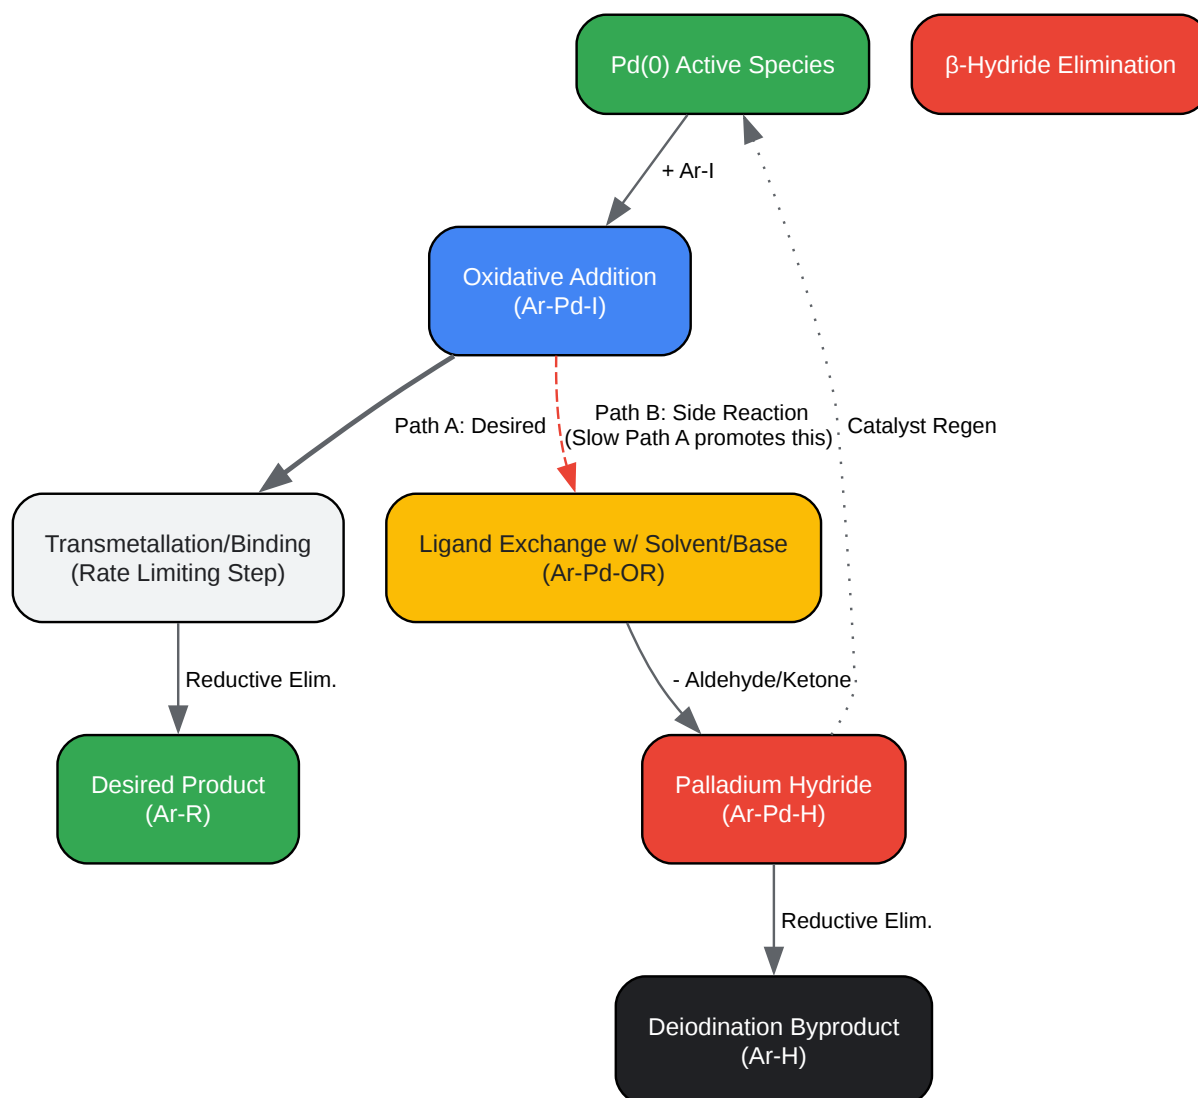 Pd(0) Active Species
β-Hydride Elimination
+ Ar-I
Oxidative Addition
(Ar-Pd-I)
Path A: Desired
Path B: Side Reaction
(Slow Path A promotes this)
Catalyst Regen
Transmetallation/Binding
(Rate Limiting Step)
Ligand Exchange w/ Solvent/Base
(Ar-Pd-OR)
Reductive Elim.
- Aldehyde/Ketone
Desired Product
(Ar-R)
Palladium Hydride
(Ar-Pd-H)
Reductive Elim.
Deiodination Byproduct
(Ar-H)